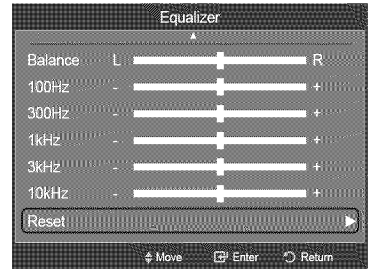 Equalizer
Balance L R
100Hz - +
300Hz - +
1kHz - +
3kHz - +
10kHz - +
Reset
Move Enter Return